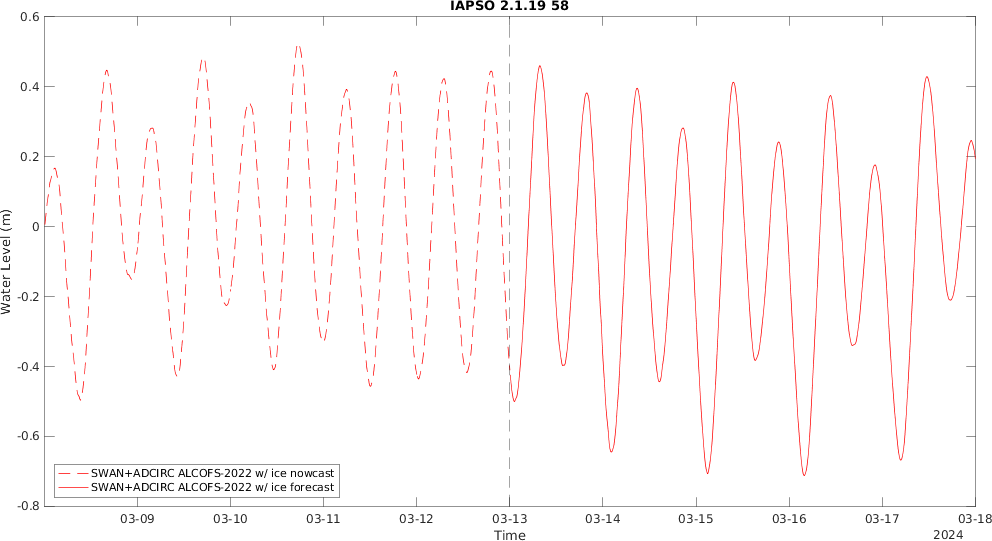 IAPSO 2.1.19 58
0.6
0.4
0.2
0
-0.2
-0.4
-0.6
-0.8
Water Level (m)
SWAN+ADCIRC ALCOFS-2022 w/ ice nowcast
SWAN+ADCIRC ALCOFS-2022 w/ ice forecast
03-09 03-10 03-11 03-12 03-13 03-14 03-15 03-16 03-17 03-18
Time
2024